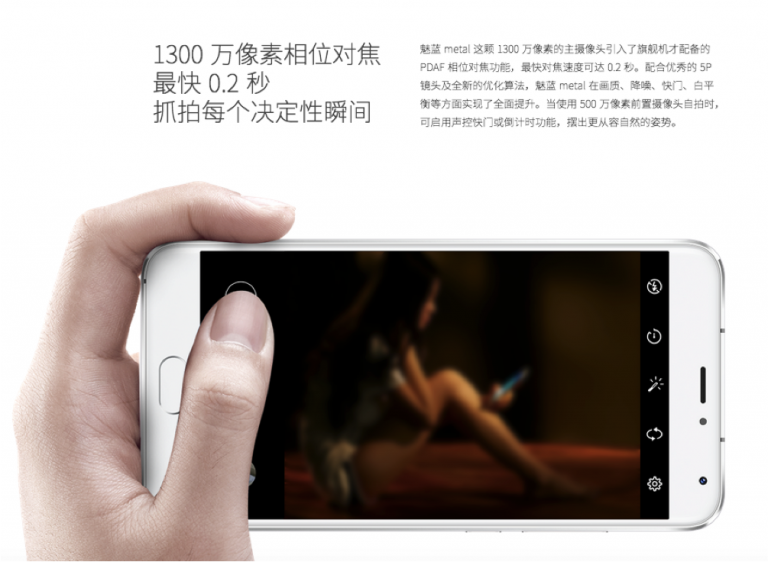 1300 万像素相位对焦
最快 0.2 秒
抓拍每个决定性瞬间
魅蓝 metal 这颗 1300 万像素的主摄像头引入了旗舰机才配备的
PDAF 相位对焦功能，最快对焦速度可达 0.2 秒。配合优秀的 5P
镜头及全新的优化算法，魅蓝 metal 在画质、降噪、快门、白平
衡等方面实现了全面提升。当使用 500 万像素前置摄像头自拍时，
可启用声控快门或倒计时功能，摆出更从容自然的姿势。